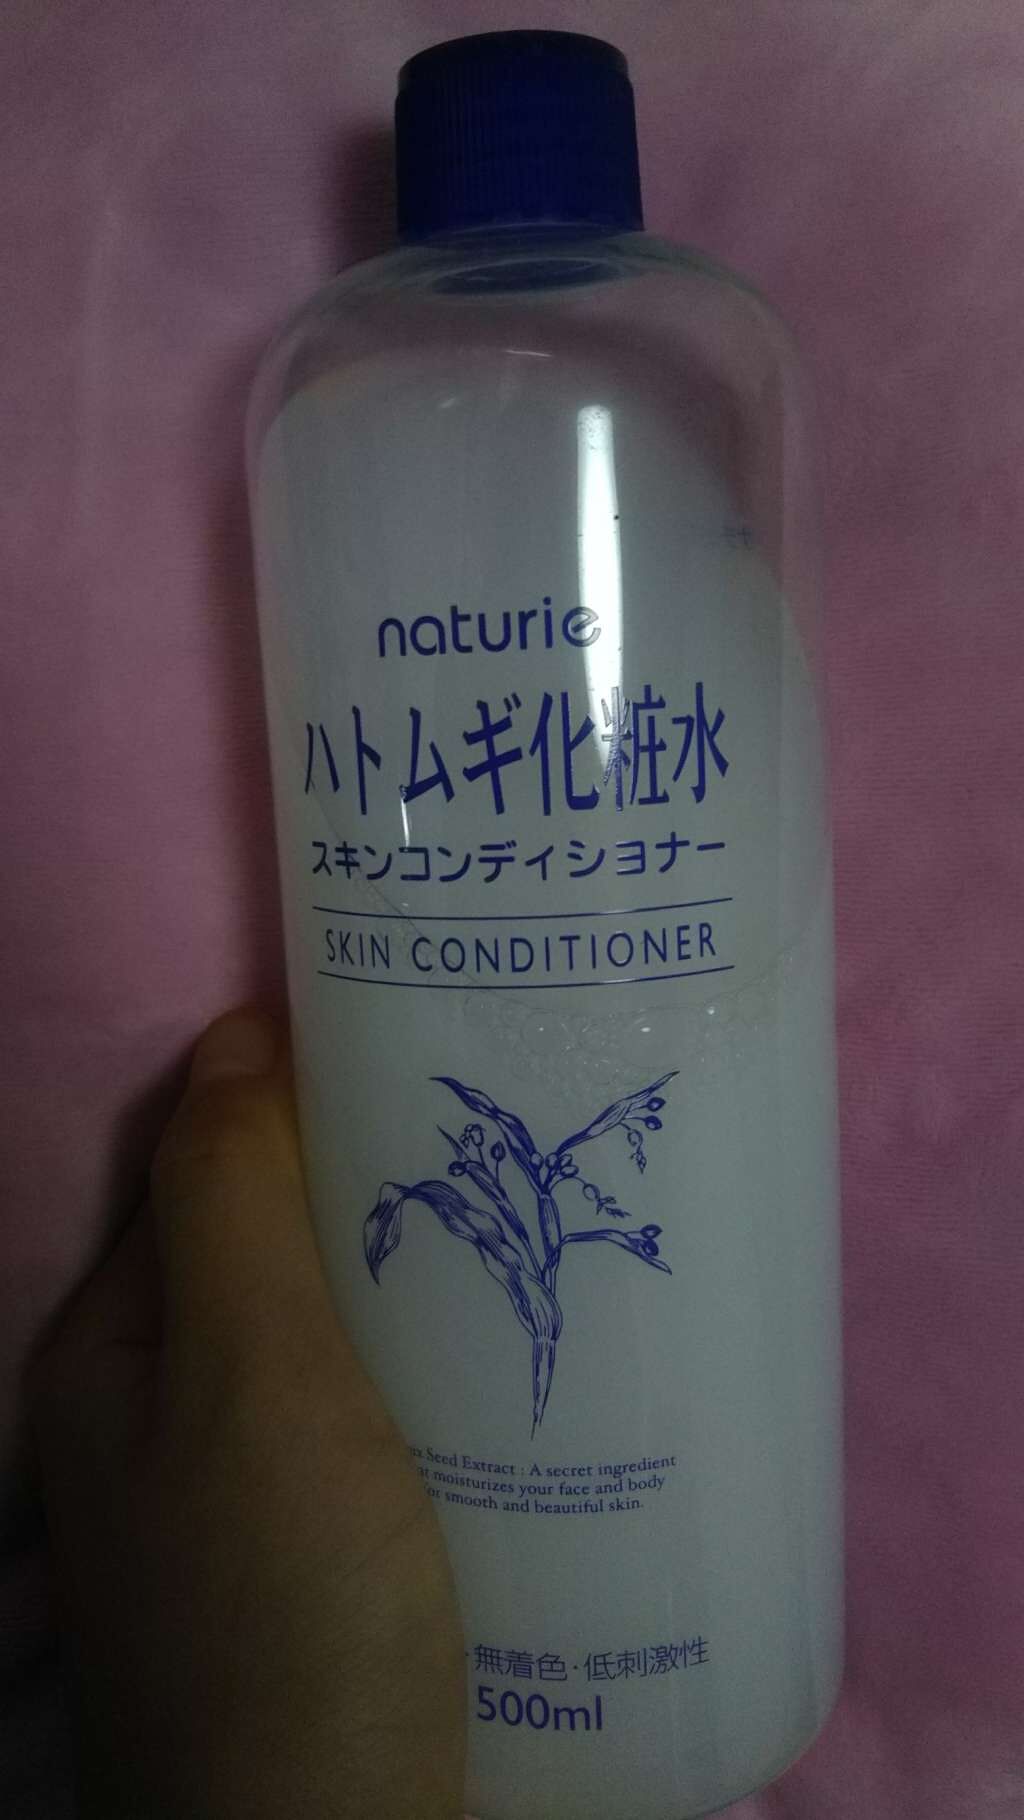 naturie
ハトムギ化粧水
スキンコンディショナー
SKIN CONDITIONER
Seed Extract : A secret ingredient
moisturizes your face and body
smooth and beautiful skin.
・無着色・低刺激性
500ml